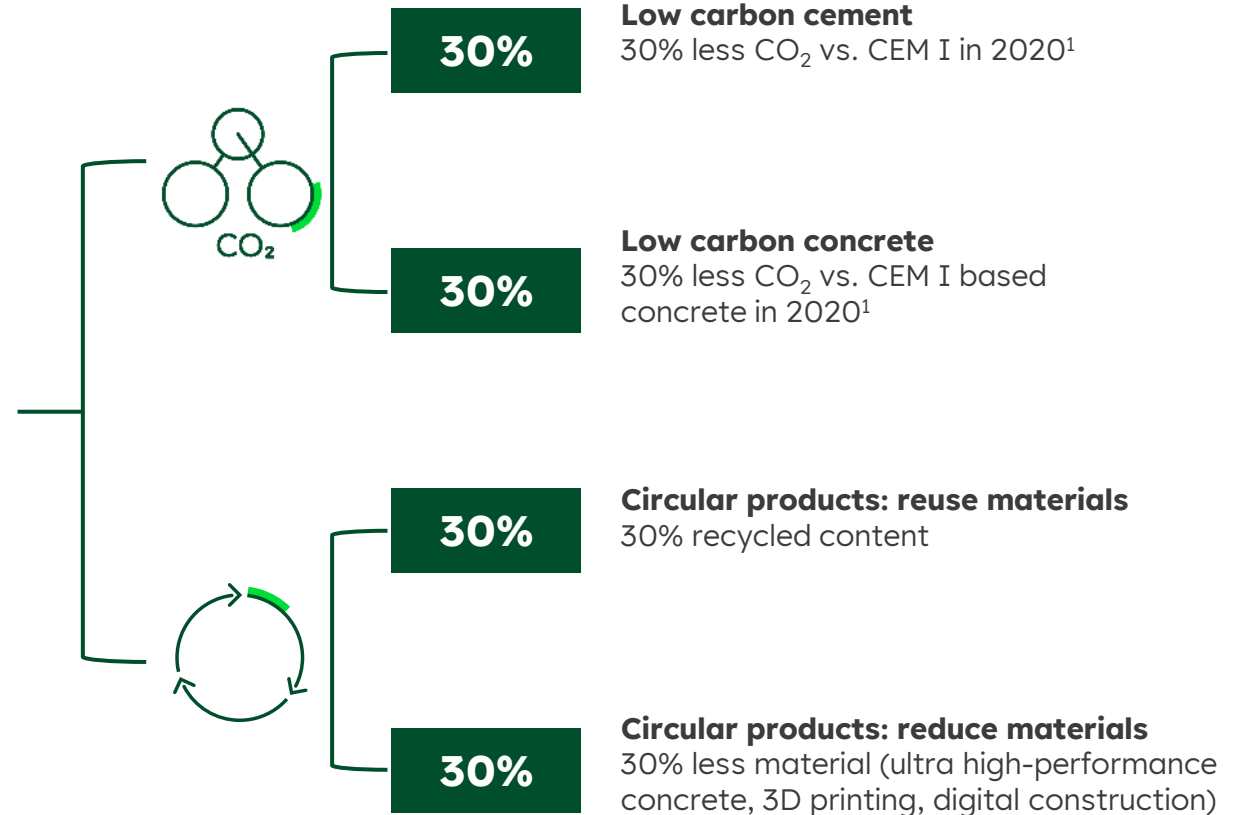 30%
Low carbon cement
30% less CO₂ vs. CEM I in 2020¹
CO₂
30%
Low carbon concrete
30% less CO₂ vs. CEM I based
concrete in 2020¹
30%
Circular products: reuse materials
30% recycled content
30%
Circular products: reduce materials
30% less material (ultra high-performance
concrete, 3D printing, digital construction)